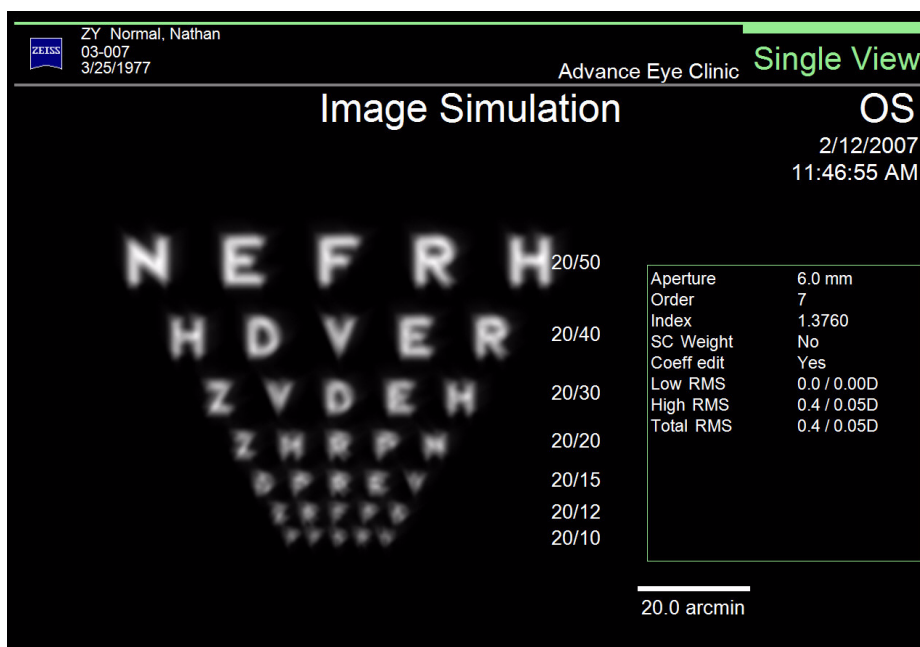 ZEISS
ZY Normal, Nathan
03-007
3/25/1977
Advance Eye Clinic
Single View
Image Simulation
OS
2/12/2007
11:46:55 AM
N E F R H 20/50
H D V E R 20/40
Z V D E H 20/30
Z H R P N 20/20
D P R E V 20/15
20/12
20/10
Aperture 6.0 mm
Order 7
Index 1.3760
SC Weight No
Coeff edit Yes
Low RMS 0.0 / 0.00D
High RMS 0.4 / 0.05D
Total RMS 0.4 / 0.05D
20.0 arcmin